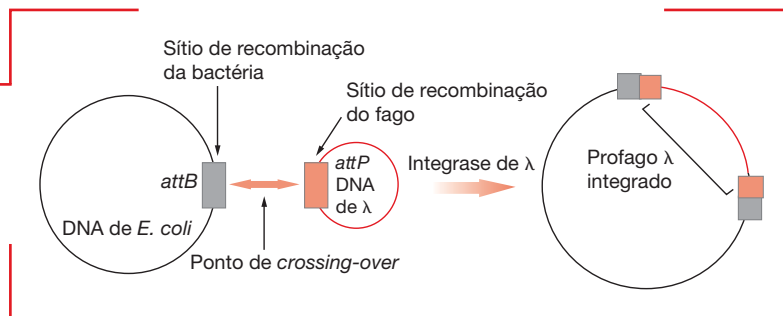 Sítio de recombinação
da bactéria
Sítio de recombinação
do fago
attB
attP
DNA
de λ
Integrase de λ
Profago λ
integrado
DNA de E. coli
Ponto de crossing-over